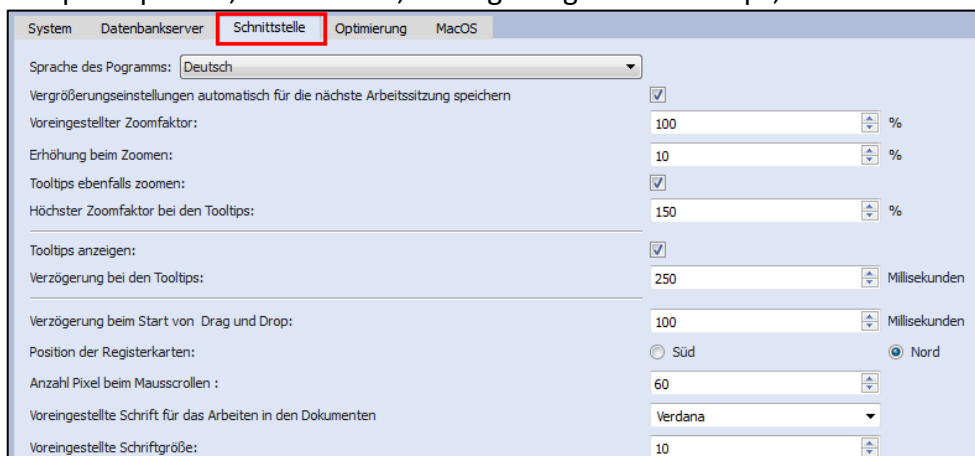 System Datenbankserver Schnittstelle Optimierung MacOS
Sprache des Pogramms: Deutsch
Vergrößerungseinstellungen automatisch für die nächste Arbeitssitzung speichern
Voreingestellter Zoomfaktor: 100 %
Erhöhung beim Zoomen: 10 %
Tooltips ebenfalls zoomen:
Höchster Zoomfaktor bei den Tooltips: 150 %
Tooltips anzeigen:
Verzögerung bei den Tooltips: 250 Millisekunden
Verzögerung beim Start von Drag und Drop: 100 Millisekunden
Position der Registerkarten: Süd Nord
Anzahl Pixel beim Mausscrollen : 60
Voreingestellte Schrift für das Arbeiten in den Dokumenten Verdana
Voreingestellte Schriftgröße: 10